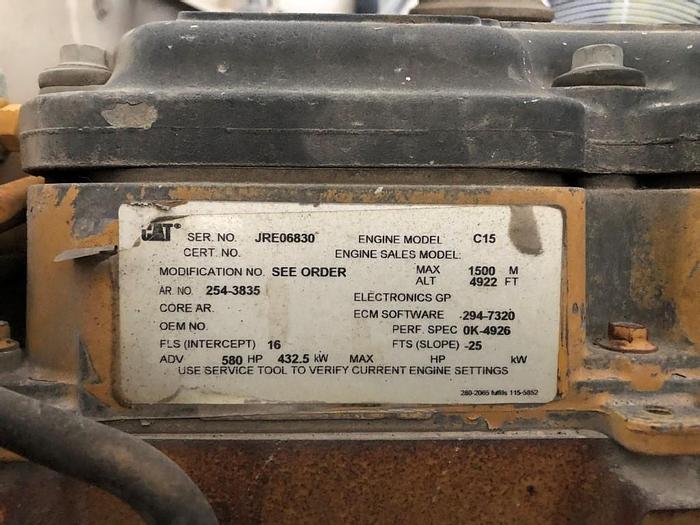 CAT® SER. NO. JRE06830 ENGINE MODEL C15
CERT. NO. ENGINE SALES MODEL:
MODIFICATION NO. SEE ORDER MAX ALT 1500 M 4922 FT
AR. NO. 254-3835 ELECTRONICS GP
CORE AR. ECM SOFTWARE 294-7320
OEM NO. PERF. SPEC 0K-4926
FLS (INTERCEPT) 16 FTS (SLOPE) -25
ADV 580 HP 432.5 kW MAX HP kW
USE SERVICE TOOL TO VERIFY CURRENT ENGINE SETTINGS
280-2065 fulfills 115-5852